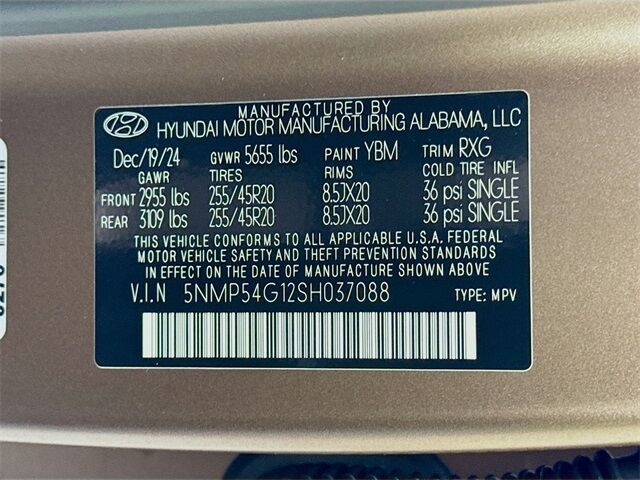 MANUFACTURED BY
HYUNDAI MOTOR MANUFACTURING ALABAMA, LLC
Dec/19/24 GVWR 5655 lbs PAINT YBM TRIM RXG
GAWR TIRES RIMS COLD TIRE INFL
FRONT 2955 lbs 255/45R20 8.5JX20 36 psi SINGLE
REAR 3109 lbs 255/45R20 8.5JX20 36 psi SINGLE
THIS VEHICLE CONFORMS TO ALL APPLICABLE U.S.A. FEDERAL
MOTOR VEHICLE SAFETY AND THEFT PREVENTION STANDARDS
IN EFFECT ON THE DATE OF MANUFACTURE SHOWN ABOVE.
V.I.N 5NMP54G12SH037088 TYPE: MPV